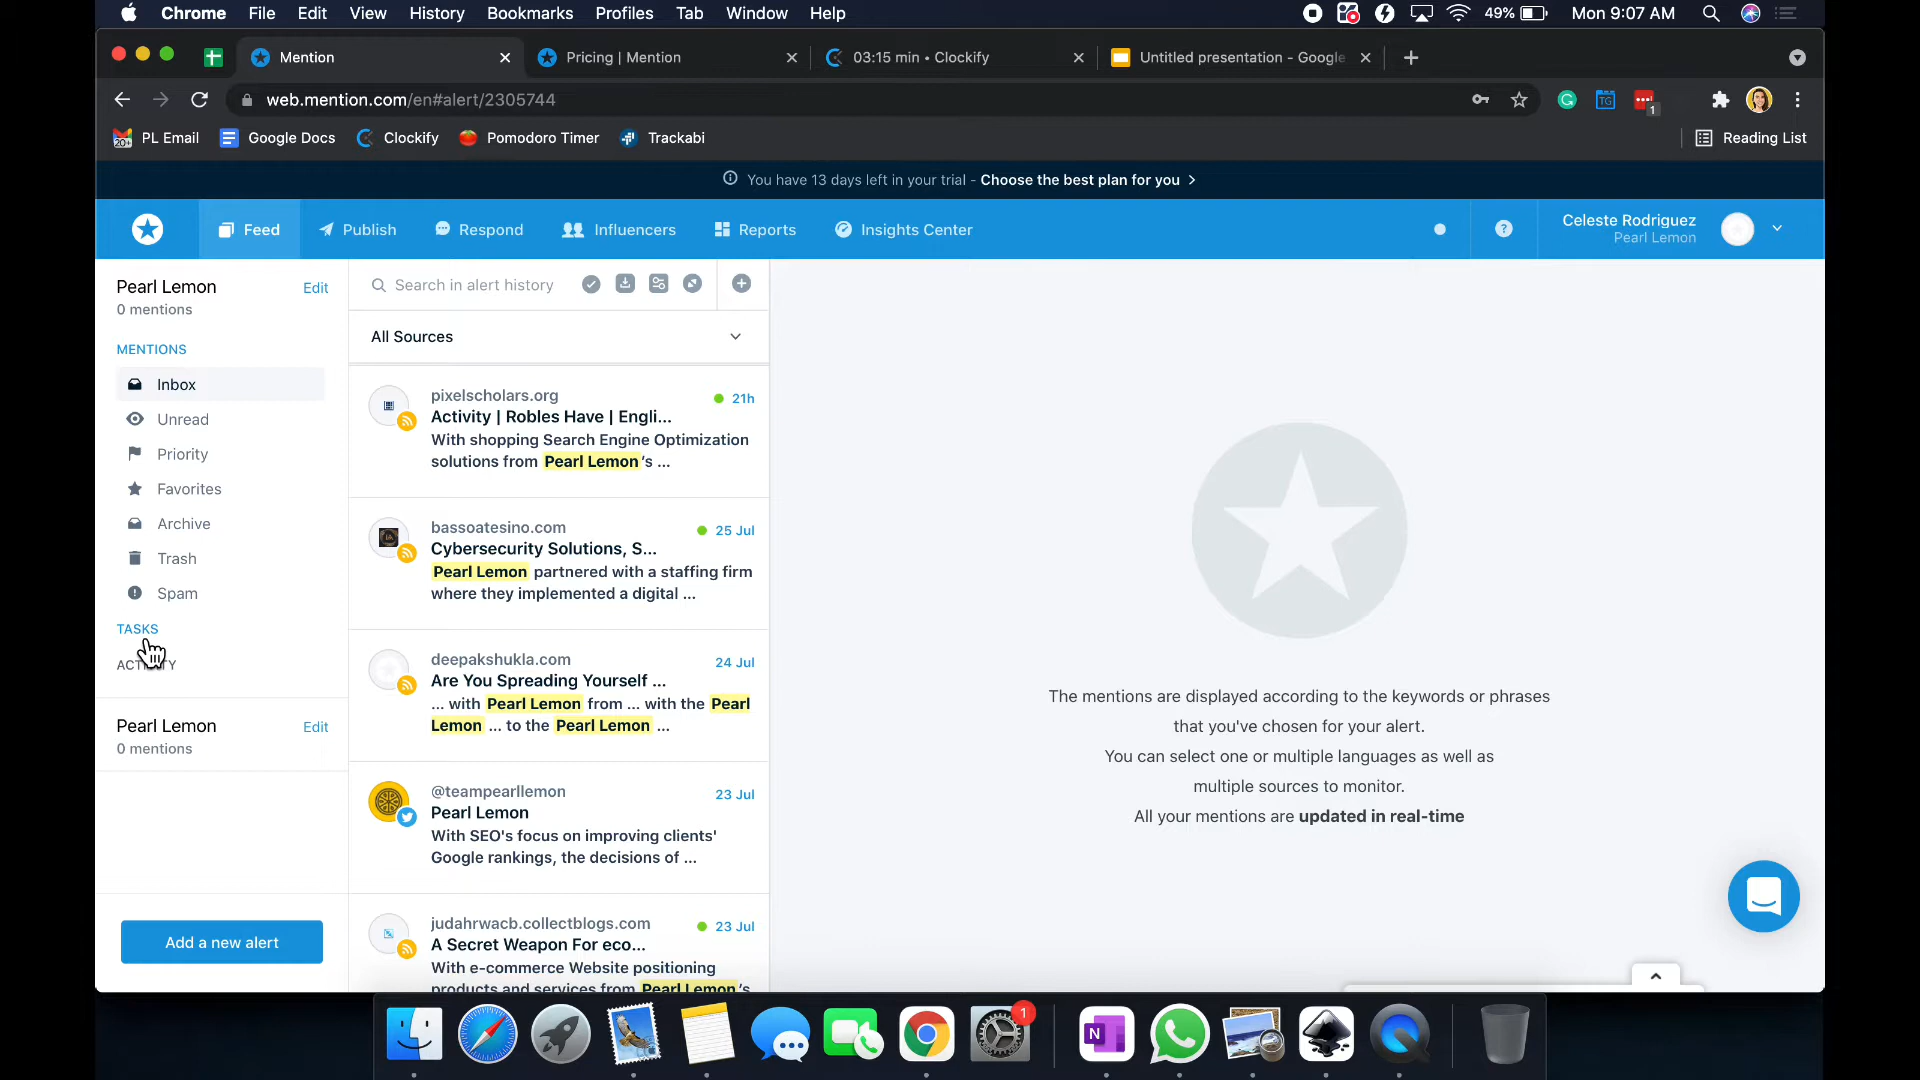 Chrome File Edit View History Bookmarks Profiles Tab Window Help 49% Mon 9:07 AM
Mention Pricing | Mention 03:15 min • Clockify Untitled presentation - Google
web.mention.com/en#alert/2305744 TG 1
20+ PL Email Google Docs Clockify Pomodoro Timer Trackabi Reading List
You have 13 days left in your trial - Choose the best plan for you >
Feed Publish Respond Influencers Reports Insights Center ? Celeste Rodriguez
Pearl Lemon
Pearl Lemon Edit
0 mentions
MENTIONS
Inbox
Unread
Priority
Favorites
Archive
Trash
Spam
TASKS
ACTIVITY
Pearl Lemon Edit
0 mentions
Add a new alert
Search in alert history
All Sources
pixelscholars.org 21h
Activity | Robles Have | Engli...
With shopping Search Engine Optimization
solutions from Pearl Lemon's ...
bassoatesino.com 25 Jul
Cybersecurity Solutions, S...
Pearl Lemon partnered with a staffing firm
where they implemented a digital ...
deepakshukla.com 24 Jul
Are You Spreading Yourself ...
... with Pearl Lemon from ... with the Pearl
Lemon ... to the Pearl Lemon ...
@teampearllemon 23 Jul
Pearl Lemon
With SEO's focus on improving clients'
Google rankings, the decisions of ...
judahrwacb.collectblogs.com 23 Jul
A Secret Weapon For eco...
With e-commerce Website positioning
products and services from Pearl Lemon's
The mentions are displayed according to the keywords or phrases
that you've chosen for your alert.
You can select one or multiple languages as well as
multiple sources to monitor.
All your mentions are updated in real-time
1
N